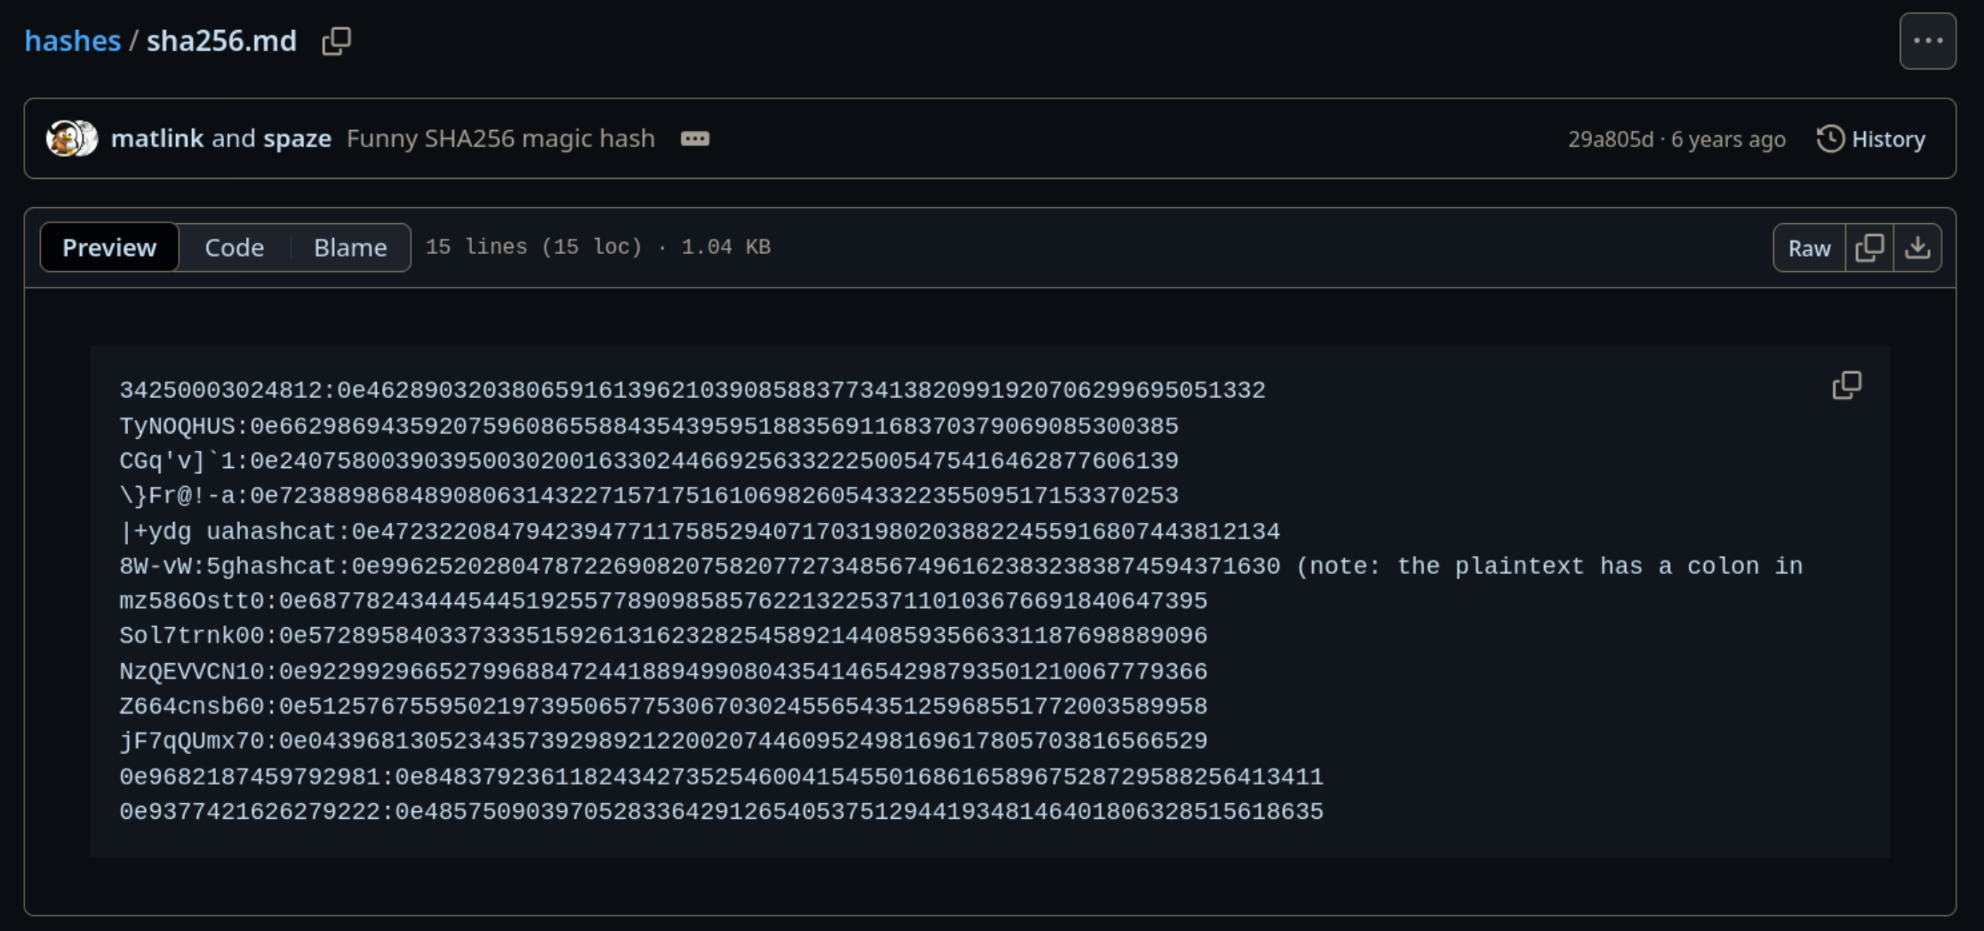 hashes / sha256.md
matlink and spaze Funny SHA256 magic hash
29a805d · 6 years ago
History
Preview
Code
Blame
15 lines (15 loc) · 1.04 KB
Raw
34250003024812:0e46289032038065916139621039085883773413820991920706299695051332
TyNOQHUS:0e66298694359207596086558843543959518835691168370379069085300385
CGq'v]`1:0e24075800390395003020016330244669256332225005475416462877606139
\}Fr@!-a:0e72388986848908063143227157175161069826054332235509517153370253
|+ydg uahashcat:0e47232208479423947711758529407170319802038822455916807443812134
8W-vW:5ghashcat:0e99625202804787226908207582077273485674961623832383874594371630 (note: the plaintext has a colon in
mz586Ostt0:0e68778243444544519255778909858576221322537110103676691840647395
Sol7trnk00:0e57289584033733351592613162328254589214408593566331187698889096
NzQEVVCN10:0e92299296652799688472441889499080435414654298793501210067779366
Z664cnsb60:0e51257675595021973950657753067030245565435125968551772003589958
jF7qQUmx70:0e04396813052343573929892122002074460952498169617805703816566529
0e9682187459792981:0e84837923611824342735254600415455016861658967528729588256413411
0e9377421626279222:0e48575090397052833642912654053751294419348146401806328515618635